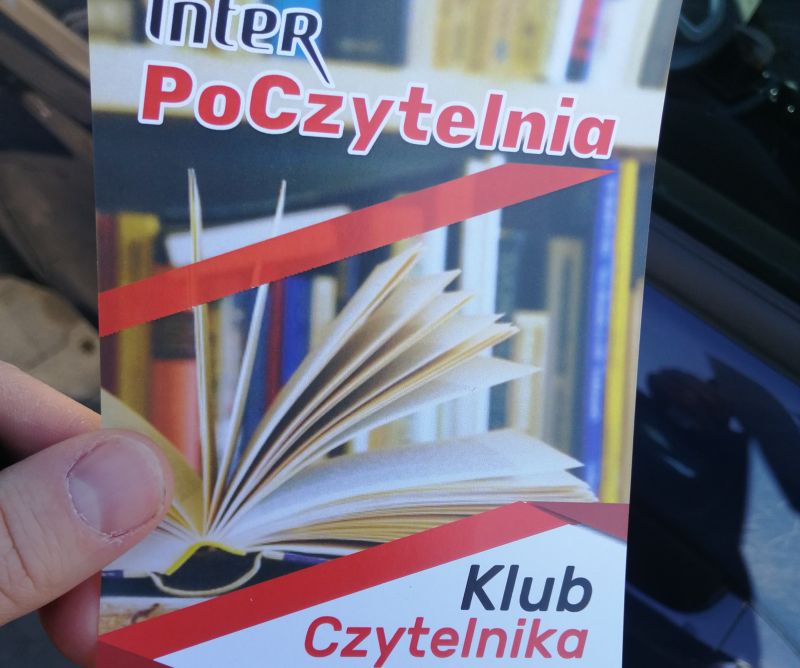 Inter
PoCzytelnia
Klub
Czytelnika